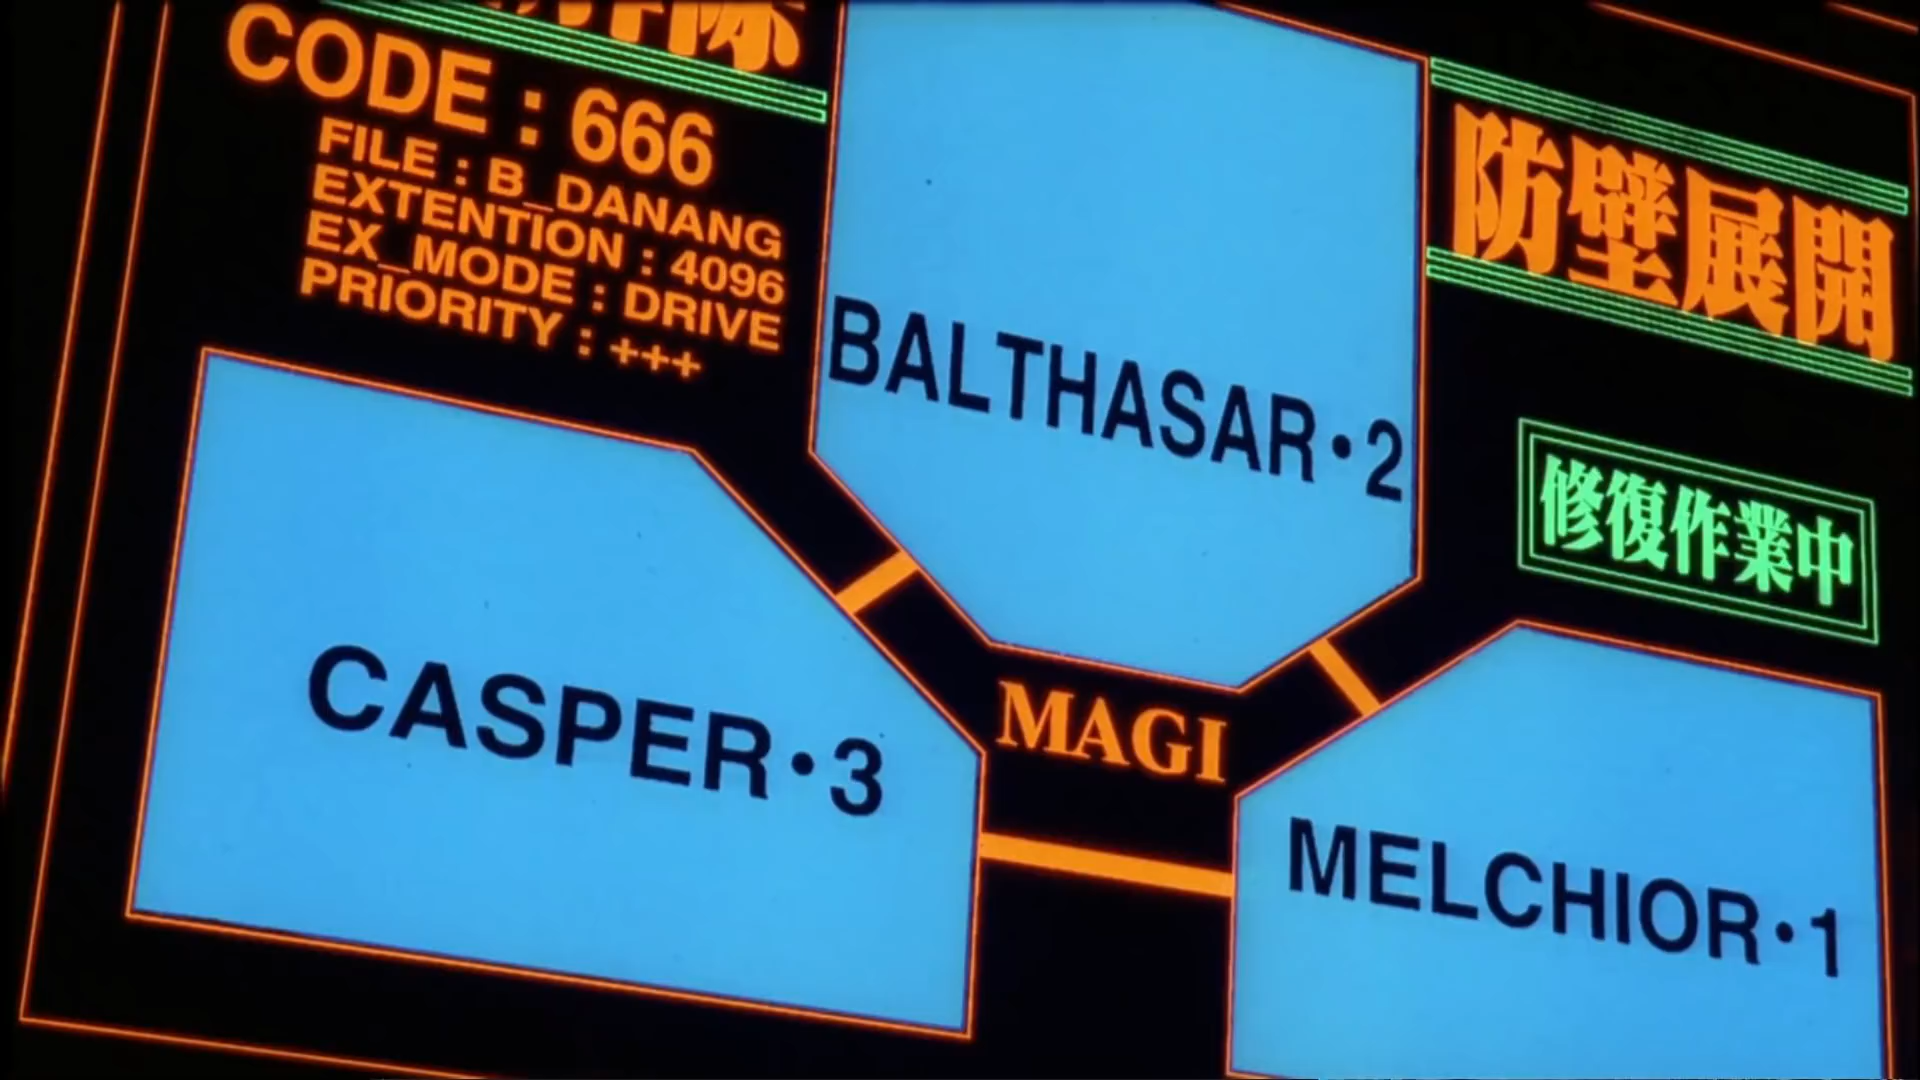 CODE : 666
FILE : B_DANANG
EXTENTION : 4096
EX_MODE : DRIVE
PRIORITY : +++
防壁展開
修復作業中
BALTHASAR・2
CASPER・3
MAGI
MELCHIOR・1